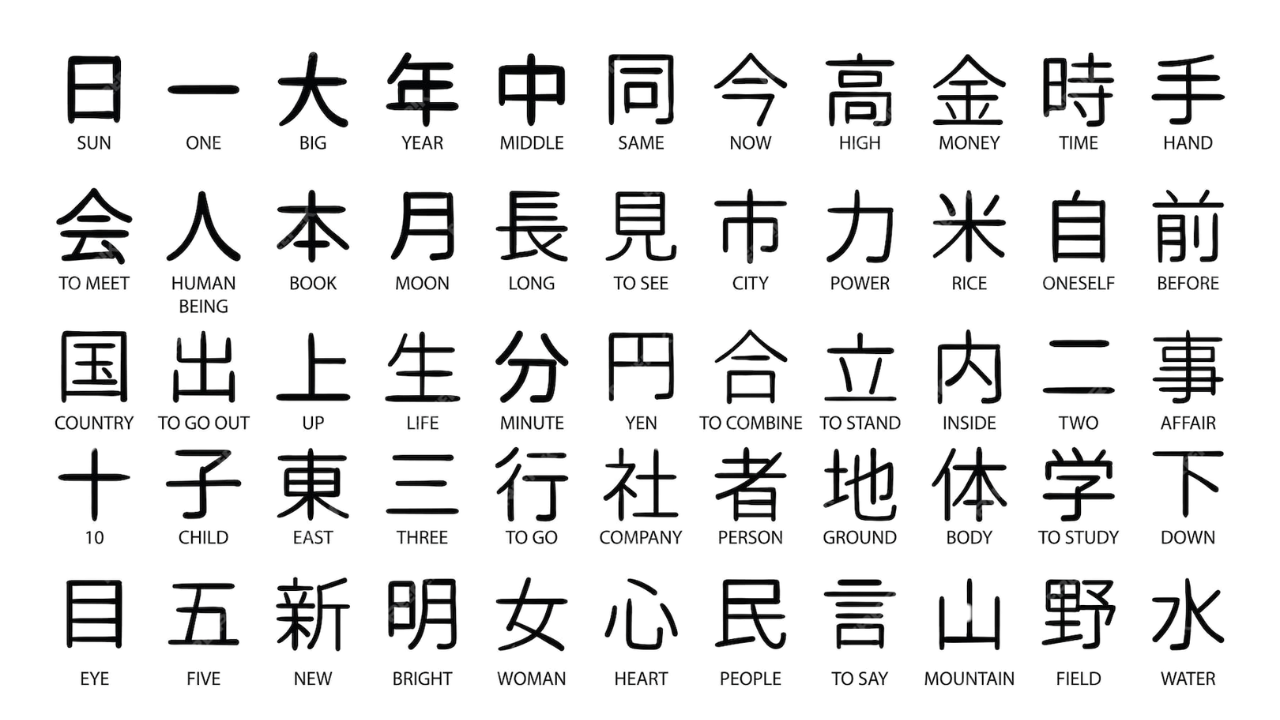 日 一 大 年 中 同 今 高 金 時 手
SUN ONE BIG YEAR MIDDLE SAME NOW HIGH MONEY TIME HAND
会 人 本 月 長 見 市 力 米 自 前
TO MEET HUMAN BOOK MOON LONG TO SEE CITY POWER RICE ONESELF BEFORE
BEING
国 出 上 生 分 円 合 立 内 二 事
COUNTRY TO GO OUT UP LIFE MINUTE YEN TO COMBINE TO STAND INSIDE TWO AFFAIR
十 子 東 三 行 社 者 地 体 学 下
10 CHILD EAST THREE TO GO COMPANY PERSON GROUND BODY TO STUDY DOWN
目 五 新 明 女 心 民 言 山 野 水
EYE FIVE NEW BRIGHT WOMAN HEART PEOPLE TO SAY MOUNTAIN FIELD WATER